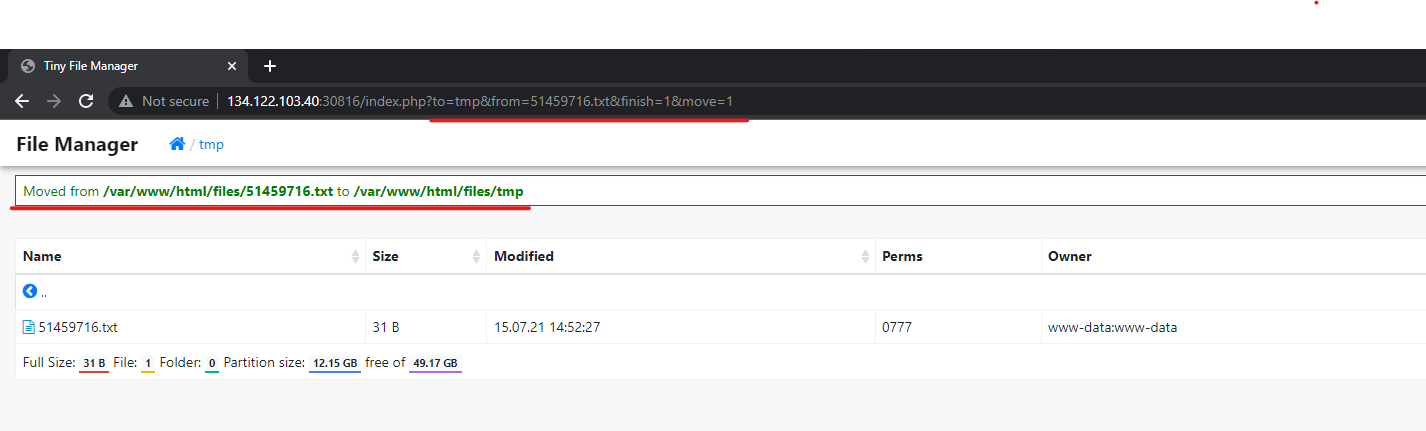 Tiny File Manager
Not secure 134.122.103.40:30816/index.php?to=tmp&from=51459716.txt&finish=1&move=1
File Manager / tmp
Moved from /var/www/html/files/51459716.txt to /var/www/html/files/tmp
Name Size Modified Perms Owner
..
51459716.txt 31 B 15.07.21 14:52:27 0777 www-data:www-data
Full Size: 31 B File: 1 Folder: 0 Partition size: 12.15 GB free of 49.17 GB